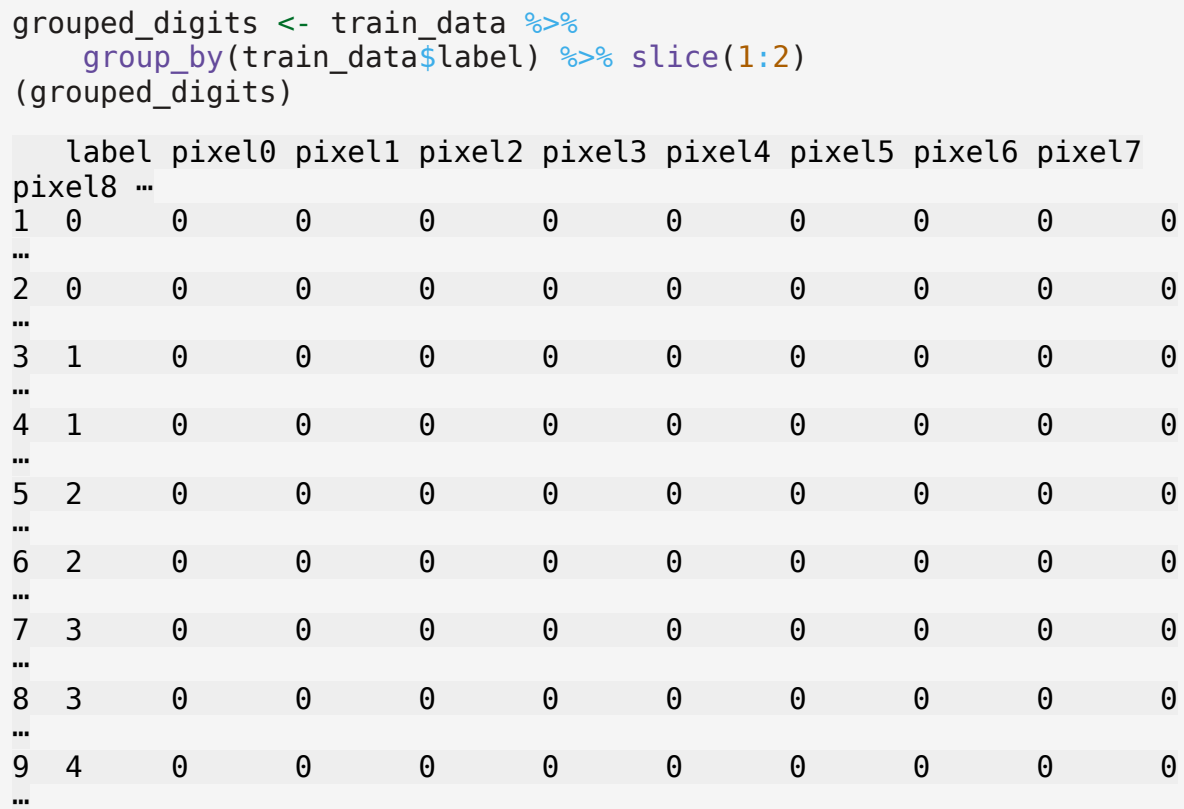 grouped_digits <- train_data %>%
    group_by(train_data$label) %>% slice(1:2)
(grouped_digits)
   label pixel0 pixel1 pixel2 pixel3 pixel4 pixel5 pixel6 pixel7
pixel8 ⋯
1  0     0      0      0      0      0      0      0      0      0
⋯
2  0     0      0      0      0      0      0      0      0      0
⋯
3  1     0      0      0      0      0      0      0      0      0
⋯
4  1     0      0      0      0      0      0      0      0      0
⋯
5  2     0      0      0      0      0      0      0      0      0
⋯
6  2     0      0      0      0      0      0      0      0      0
⋯
7  3     0      0      0      0      0      0      0      0      0
⋯
8  3     0      0      0      0      0      0      0      0      0
⋯
9  4     0      0      0      0      0      0      0      0      0
⋯